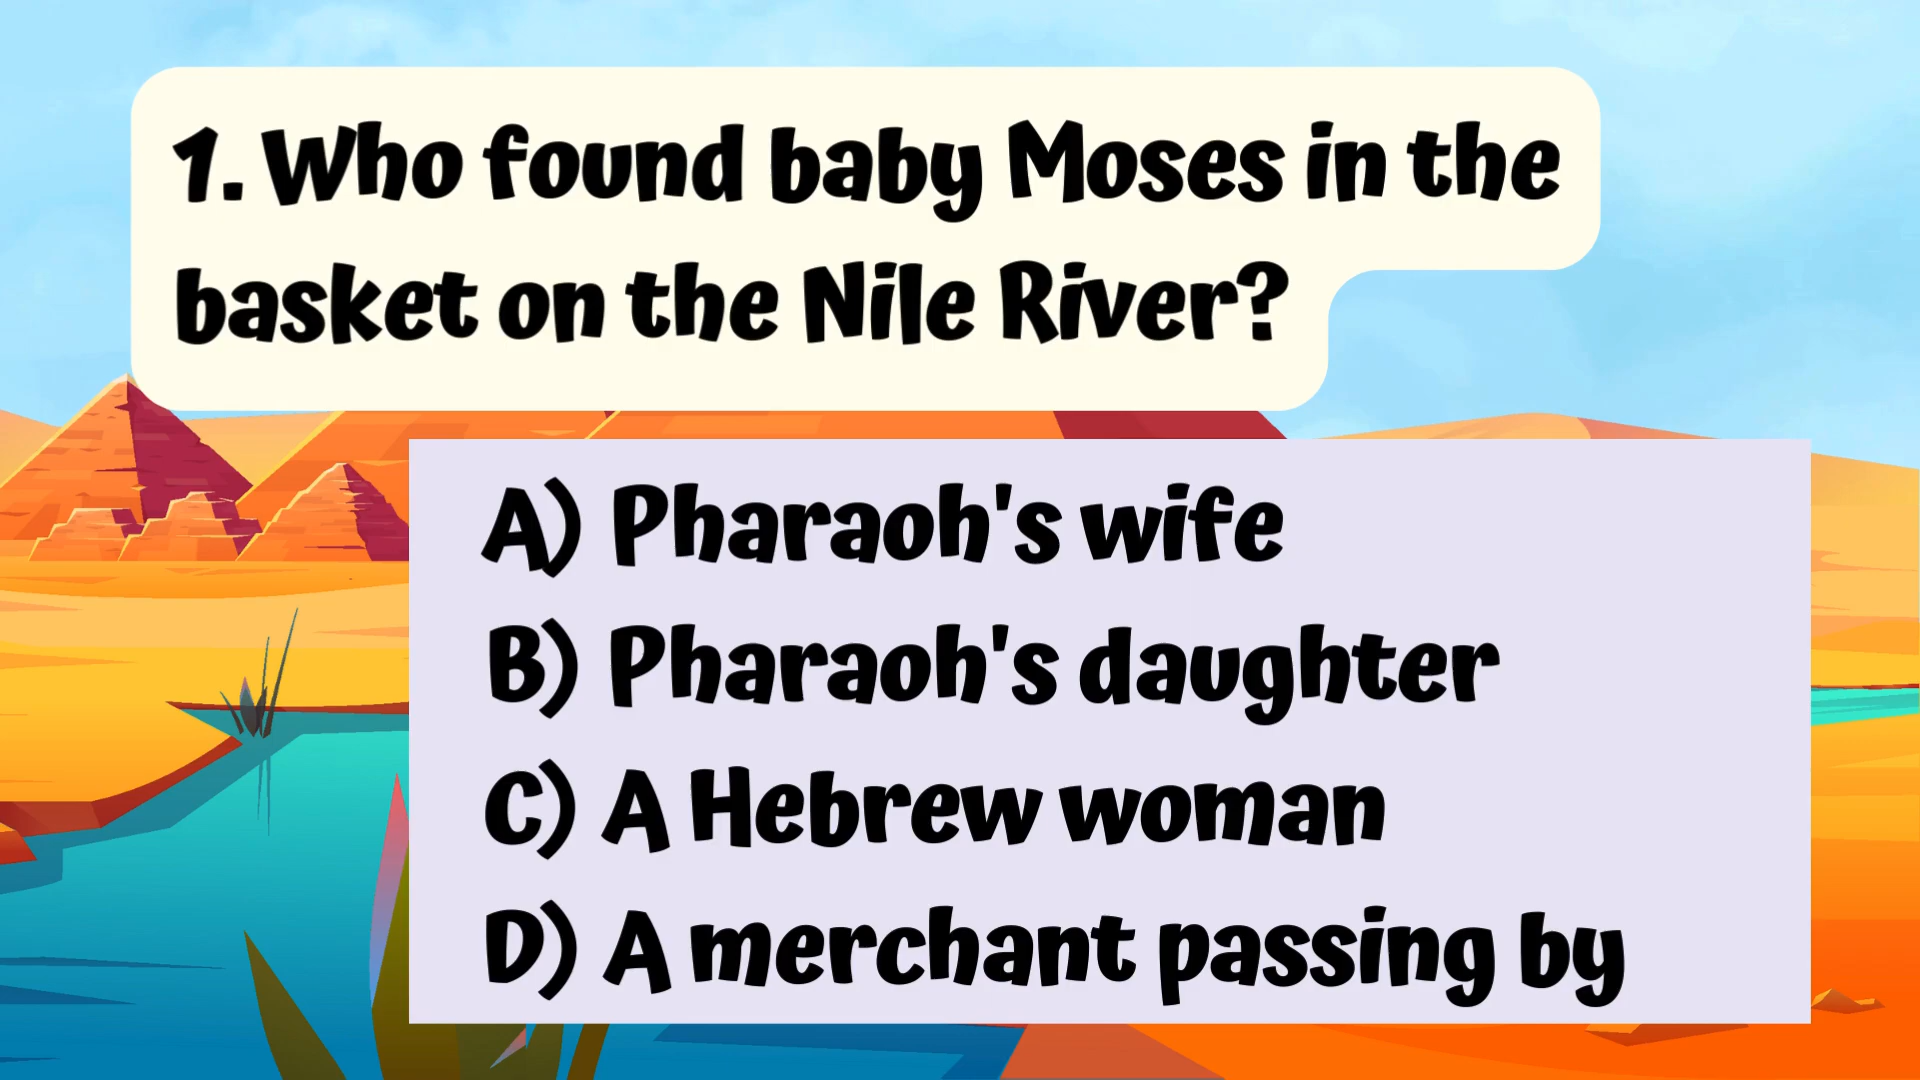 1. Who found baby Moses in the
basket on the Nile River?
A) Pharaoh's wife
B) Pharaoh's daughter
C) A Hebrew woman
D) A merchant passing by